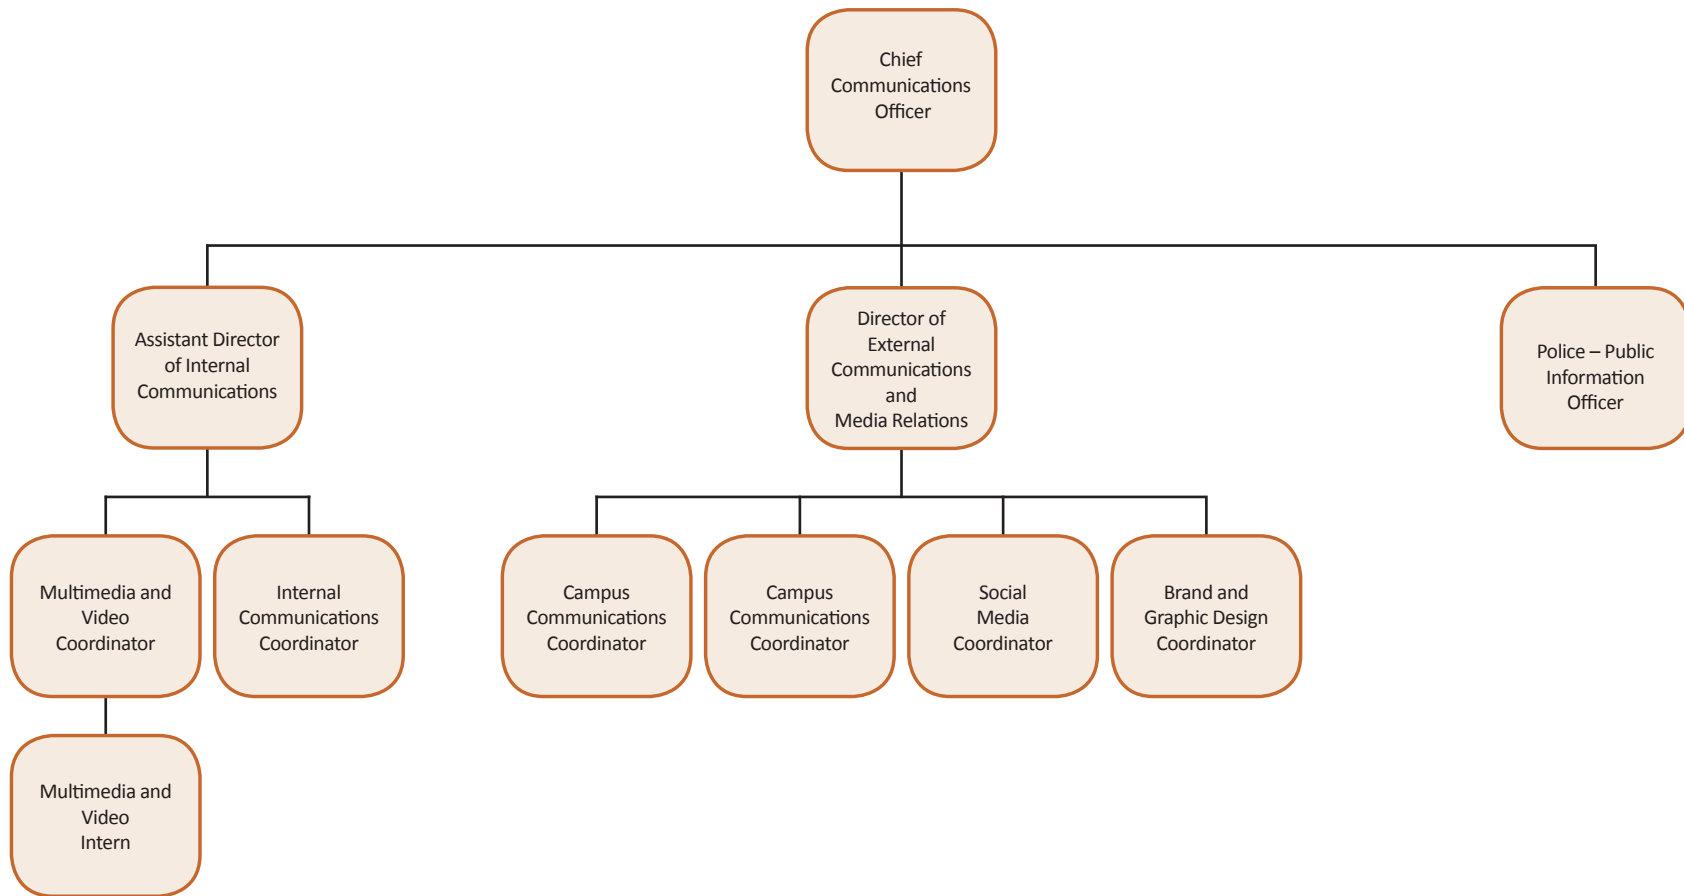 Chief
Communications
Officer
Assistant Director
of Internal
Communications
Director of
External
Communications
and
Media Relations
Police – Public
Information
Officer
Multimedia and
Video
Coordinator
Internal
Communications
Coordinator
Campus
Communications
Coordinator
Campus
Communications
Coordinator
Social
Media
Coordinator
Brand and
Graphic Design
Coordinator
Multimedia and
Video
Intern